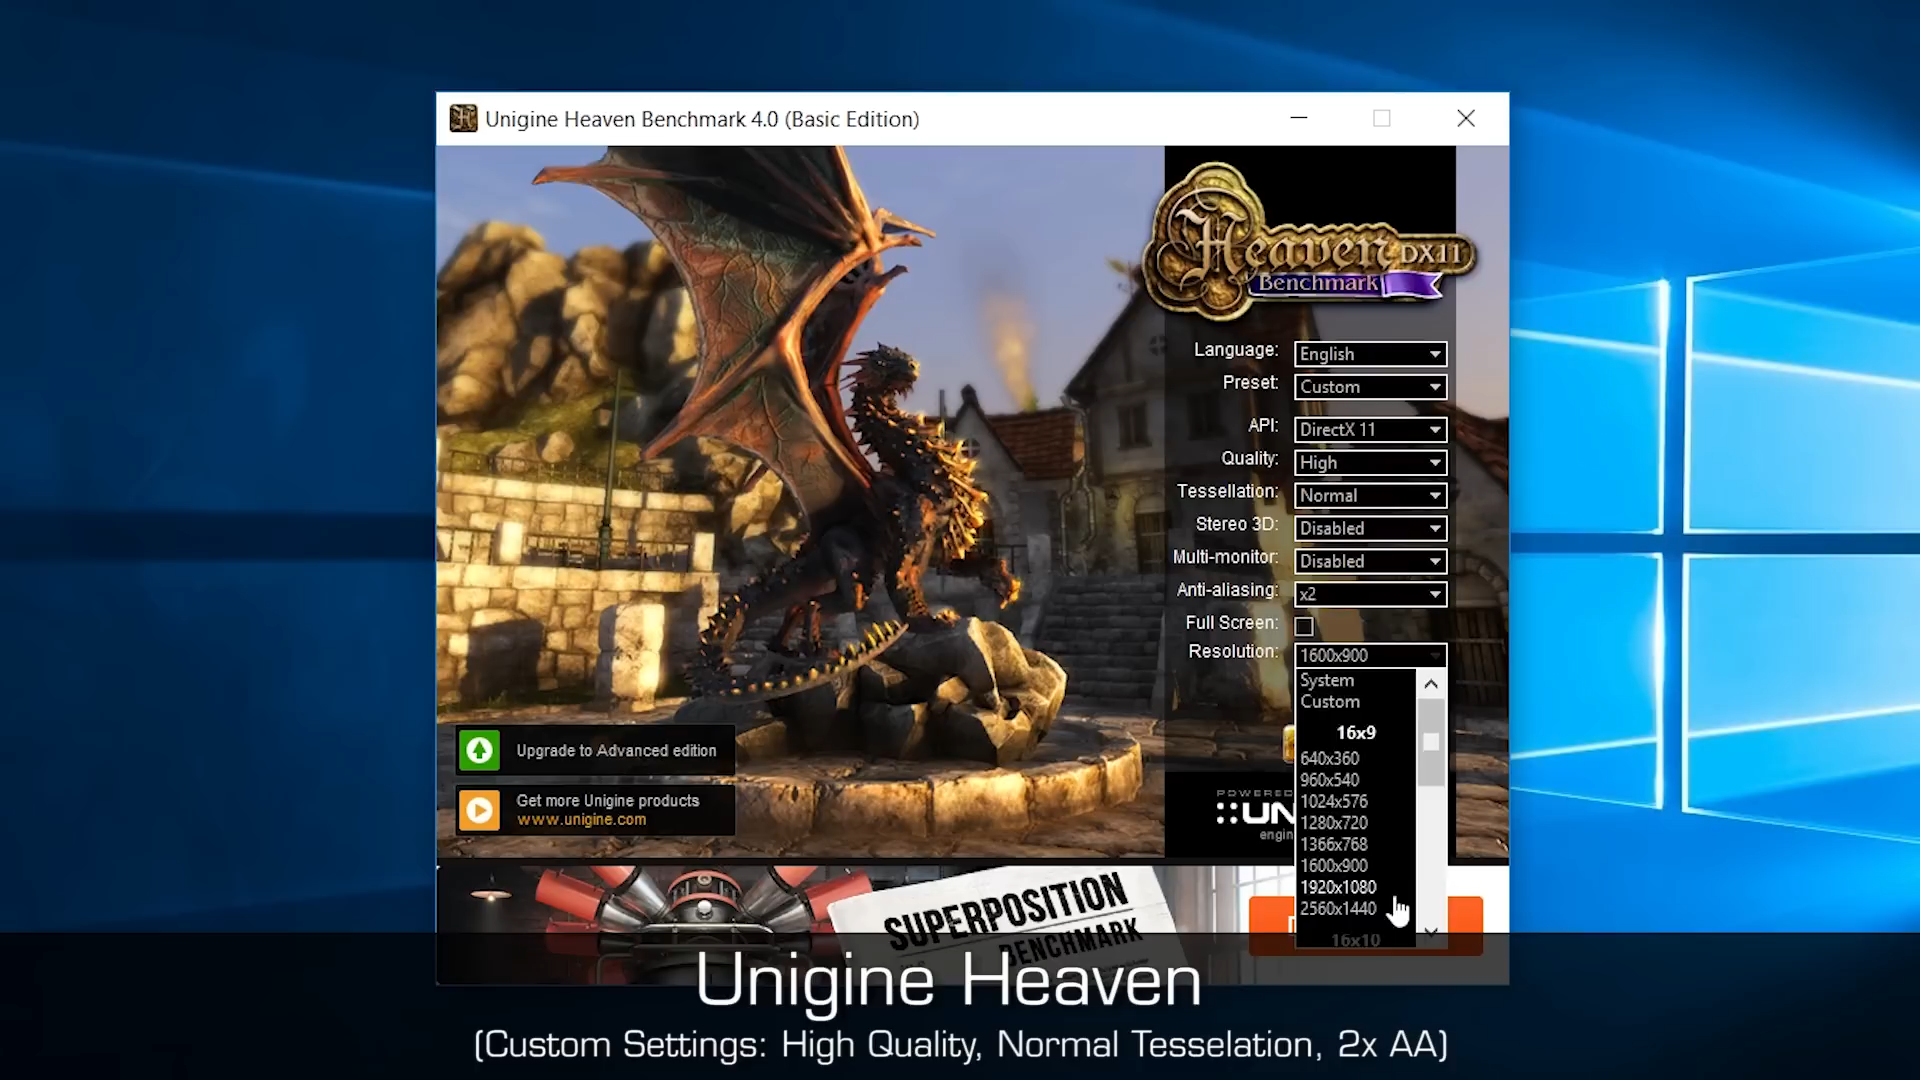 Unigine Heaven Benchmark 4.0 (Basic Edition)
Heaven DX11
Benchmark
Language: English
Preset: Custom
API: DirectX 11
Quality: High
Tessellation: Normal
Stereo 3D: Disabled
Multi-monitor: Disabled
Anti-aliasing: x2
Full Screen:
Resolution: 1600x900
System
Custom
16x9
640x360
960x540
1024x576
1280x720
1366x768
1600x900
1920x1080
2560x1440
16x10
Upgrade to Advanced edition
Get more Unigine products
www.unigine.com
POWERED
UN
engin
SUPERPOSITION
BENCHMARK
Unigine Heaven
(Custom Settings: High Quality, Normal Tesselation, 2x AA)